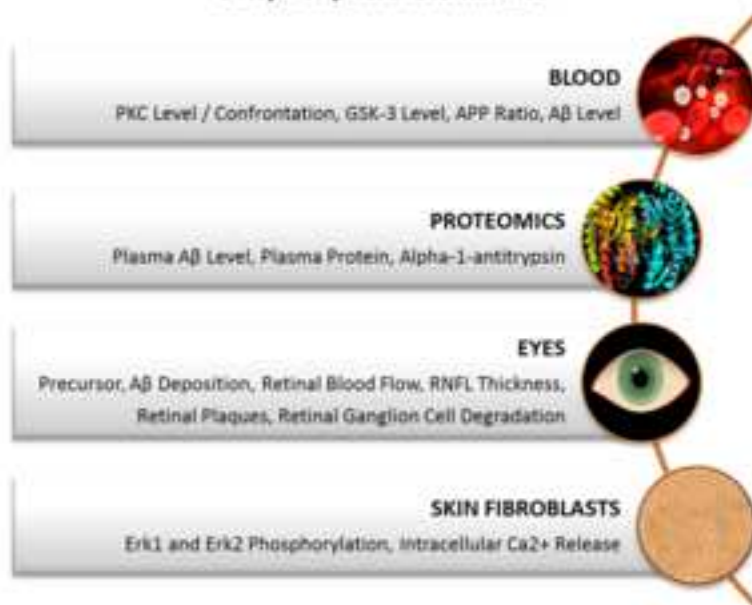 BLOOD
PKC Level / Confrontation, GSK-3 Level, APP Ratio, Aβ Level
PROTEOMICS
Plasma Aβ Level, Plasma Protein, Alpha-1-antitrypsin
EYES
Precursor, Aβ Deposition, Retinal Blood Flow, RNFL Thickness,
Retinal Plaques, Retinal Ganglion Cell Degradation
SKIN FIBROBLASTS
Erk1 and Erk2 Phosphorylation, Intracellular Ca2+ Release